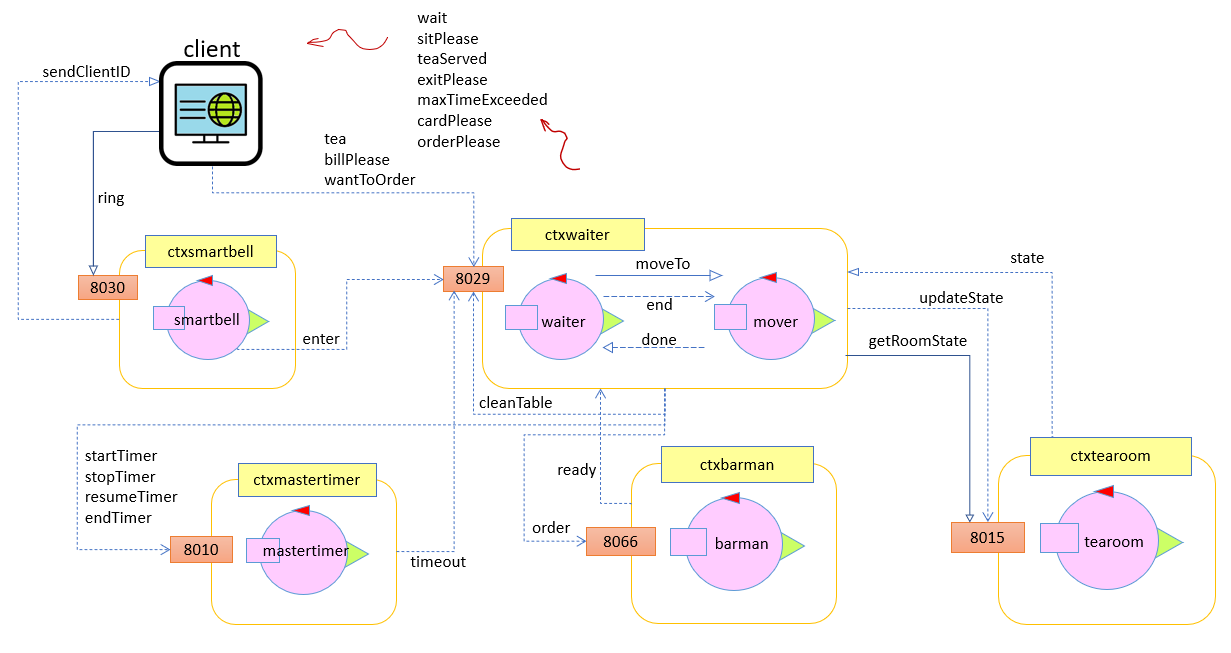 wait
sitPlease
teaServed
exitPlease
maxTimeExceeded
cardPlease
orderPlease
client
sendClientID
tea
billPlease
wantToOrder
ring
ctxsmartbell
8030
smartbell
enter
ctxwaiter
8029
waiter
moveTo
end
done
mover
state
updateState
getRoomState
cleanTable
startTimer
stopTimer
resumeTimer
endTimer
ctxmastertimer
8010
mastertimer
timeout
ready
order
ctxbarman
8066
barman
ctxtearoom
8015
tearoom